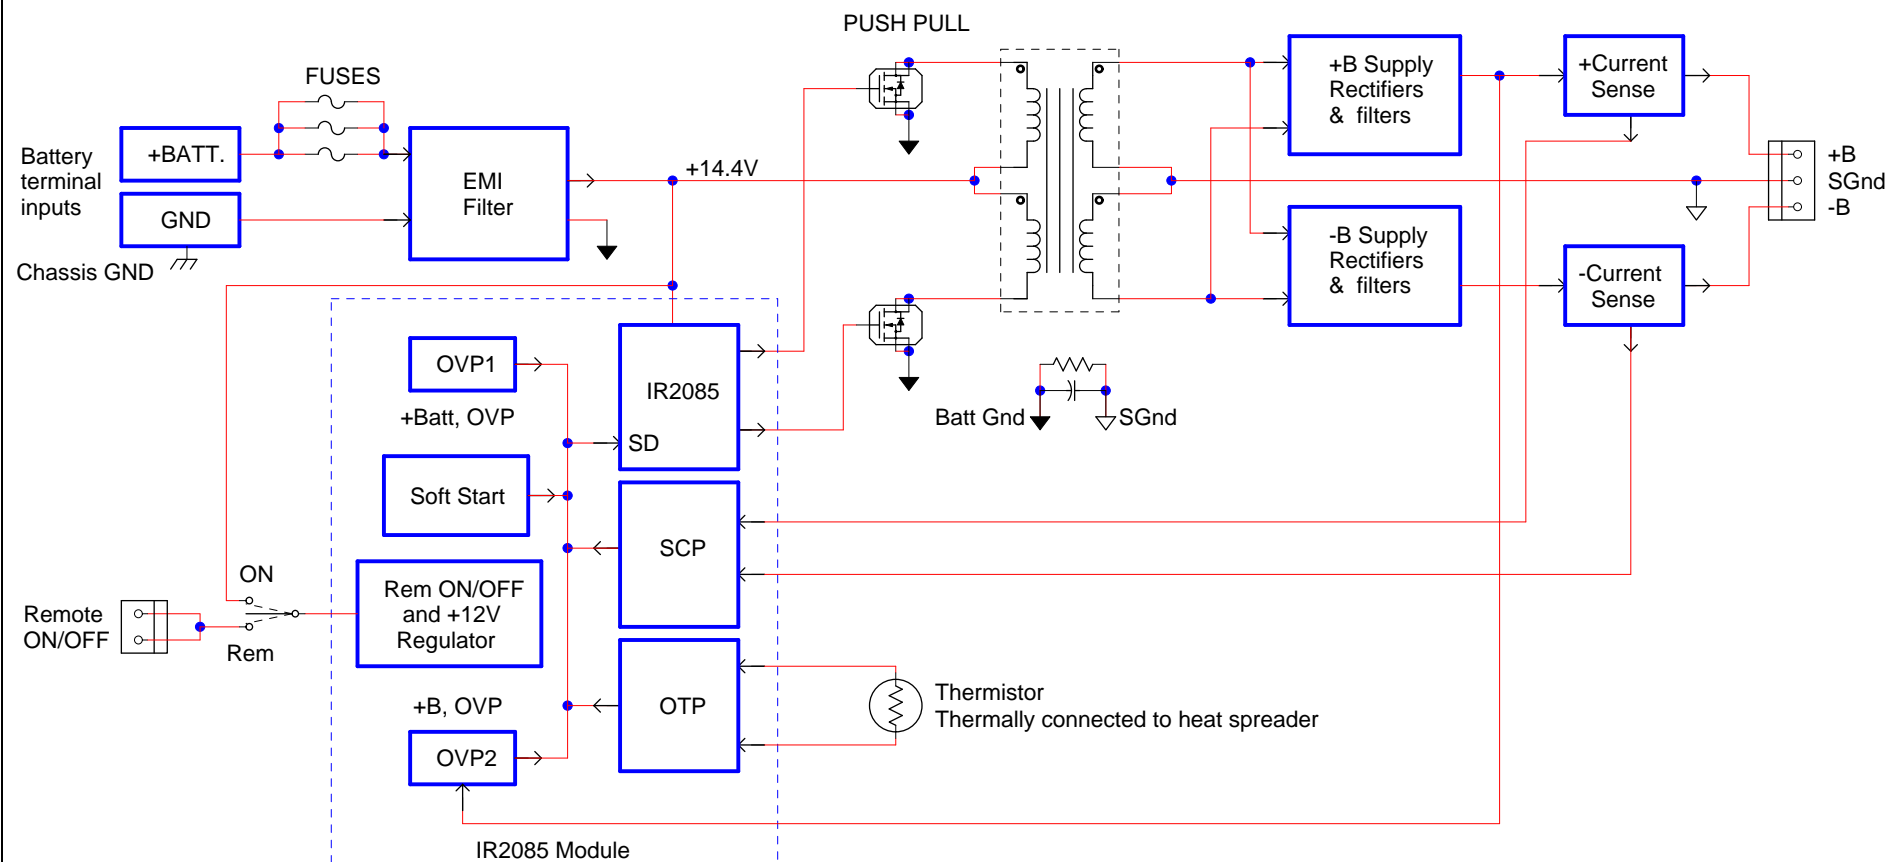 PUSH PULL
FUSES
Battery
terminal
inputs
+BATT.
GND
Chassis GND
EMI
Filter
+14.4V
+B Supply
Rectifiers
& filters
+Current
Sense
+B
SGnd
-B
-B Supply
Rectifiers
& filters
-Current
Sense
OVP1
+Batt, OVP
IR2085
SD
Batt Gnd
SGnd
Soft Start
SCP
ON
Remote
ON/OFF
Rem
Rem ON/OFF
and +12V
Regulator
+B, OVP
OVP2
OTP
Thermistor
Thermally connected to heat spreader
IR2085 Module